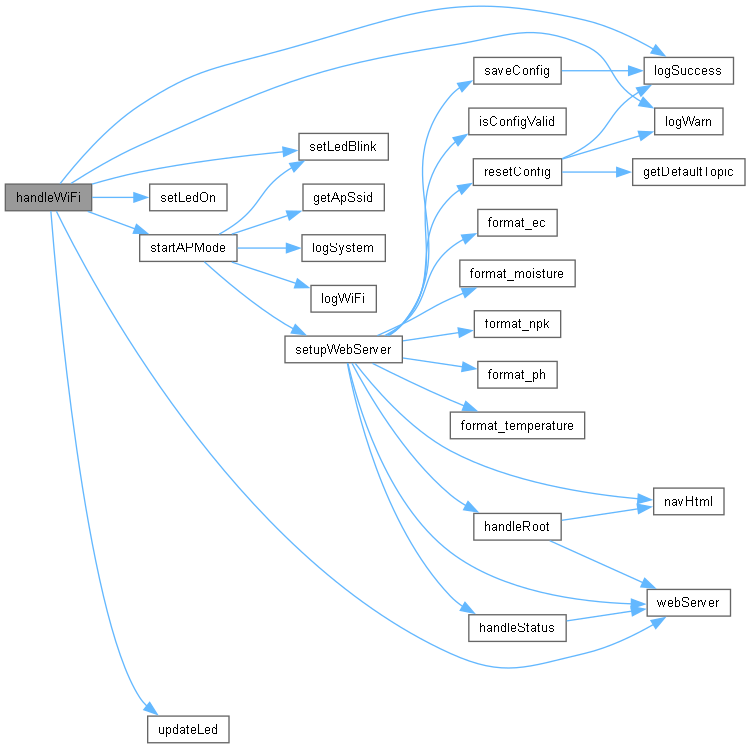 saveConfig
logSuccess
isConfigValid
logWarn
setLedBlink
resetConfig
getDefaultTopic
handleWiFi
setLedOn
getApSsid
format_ec
startAPMode
logSystem
format_moisture
logWiFi
format_npk
setupWebServer
format_ph
format_temperature
navHtml
handleRoot
webServer
handleStatus
updateLed